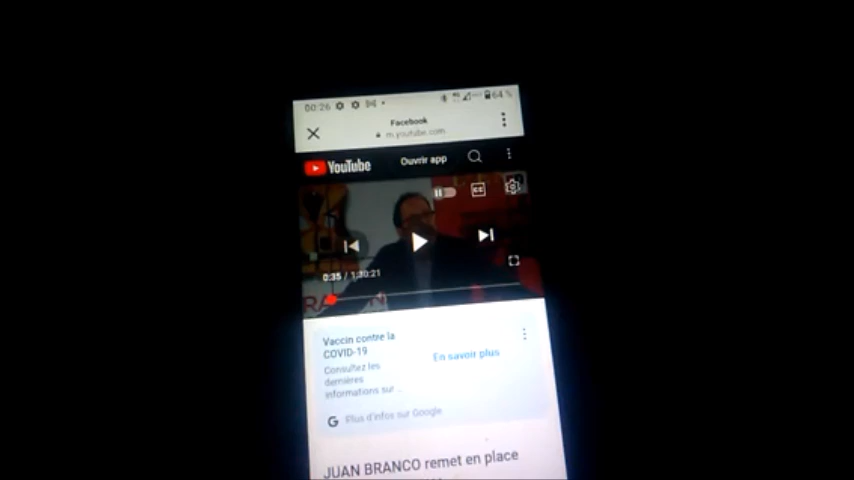 00:26
64 %
Facebook
m.youtube.com
YouTube
Ouvrir app
CC
0:35 / 1:30:21
Vaccin contre la
COVID-19
En savoir plus
Consultez les
dernières
informations sur ...
G Plus d'infos sur Google
JUAN BRANCO remet en place